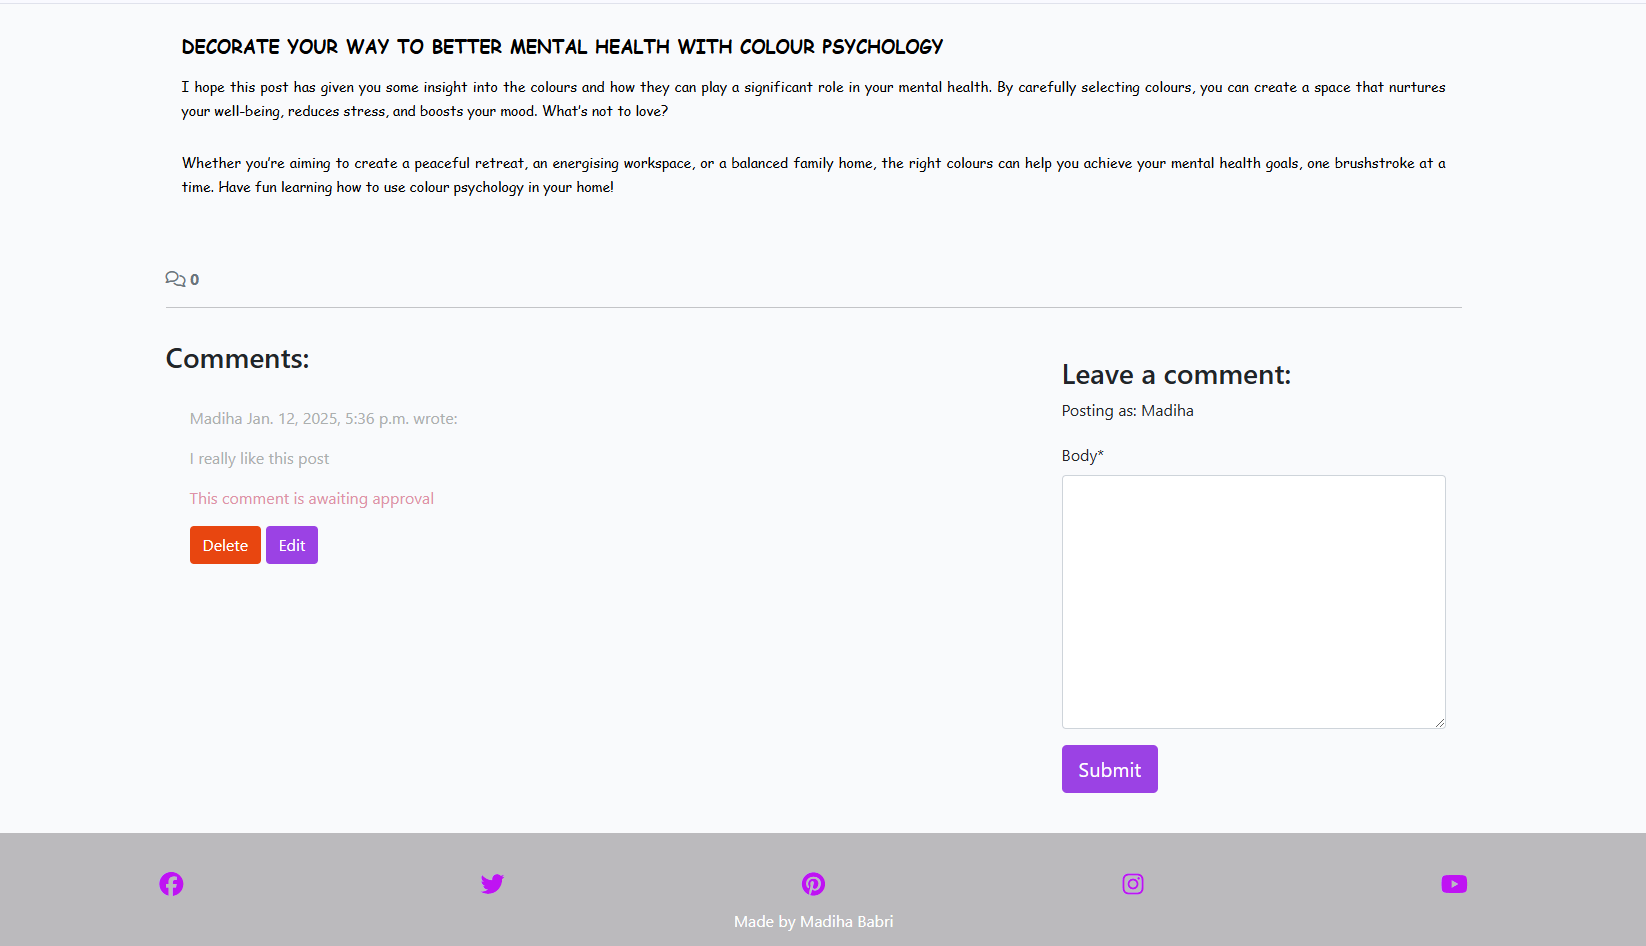 DECORATE YOUR WAY TO BETTER MENTAL HEALTH WITH COLOUR PSYCHOLOGY
I hope this post has given you some insight into the colours and how they can play a significant role in your mental health. By carefully selecting colours, you can create a space that nurtures
your well-being, reduces stress, and boosts your mood. What's not to love?
Whether you're aiming to create a peaceful retreat, an energising workspace, or a balanced family home, the right colours can help you achieve your mental health goals, one brushstroke at a
time. Have fun learning how to use colour psychology in your home!
0
Comments:
Madiha Jan. 12, 2025, 5:36 p.m. wrote:
I really like this post
This comment is awaiting approval
Delete Edit
Leave a comment:
Posting as: Madiha
Body*
Submit
Made by Madiha Babri